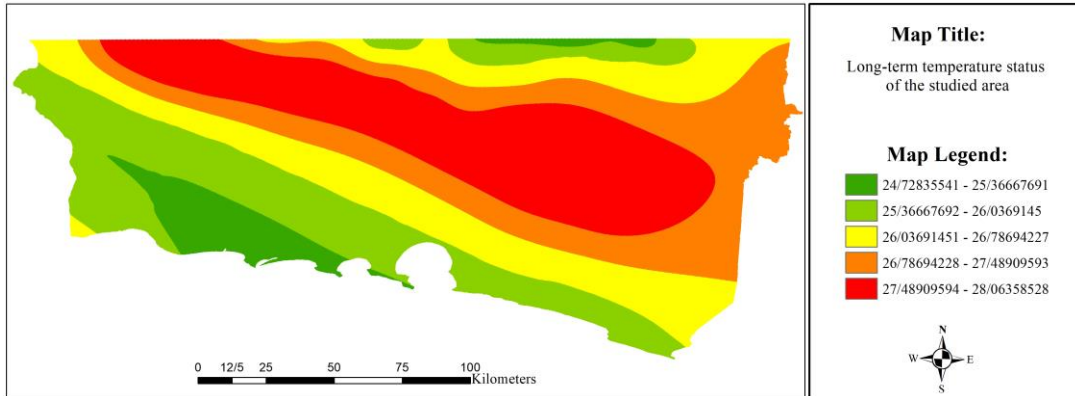 Map Title:
Long-term temperature status
of the studied area
Map Legend:
24/72835541 - 25/36667691
25/36667692 - 26/0369145
26/03691451 - 26/78694227
26/78694228 - 27/48909593
27/48909594 - 28/06358528
N
W E
S
0 12/5 25 50 75 100
Kilometers